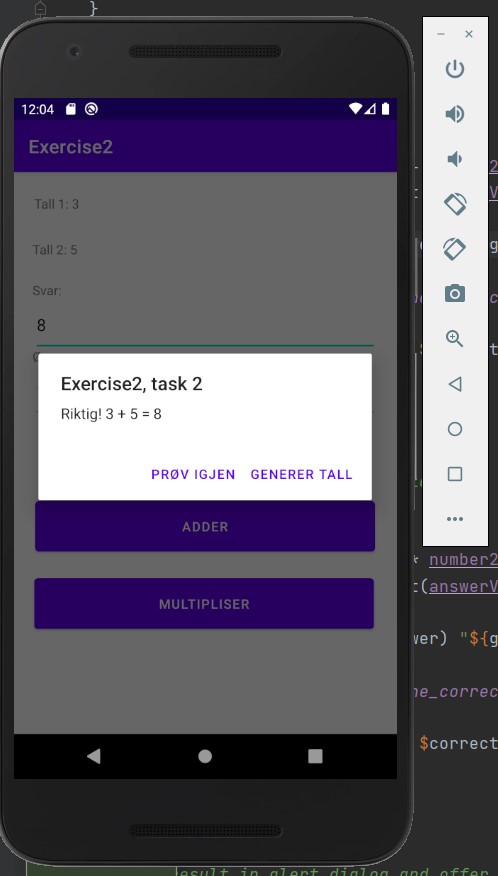 }
12:04
Exercise2
Tall 1: 3
Tall 2: 5
Svar:
8
Exercise2, task 2
Riktig! 3 + 5 = 8
PRØV IGJEN GENERER TALL
ADDER
MULTIPLISER
* number2
t(answerV
wer) "${g
ne_correc
$correct
esult in alert dialog and offer